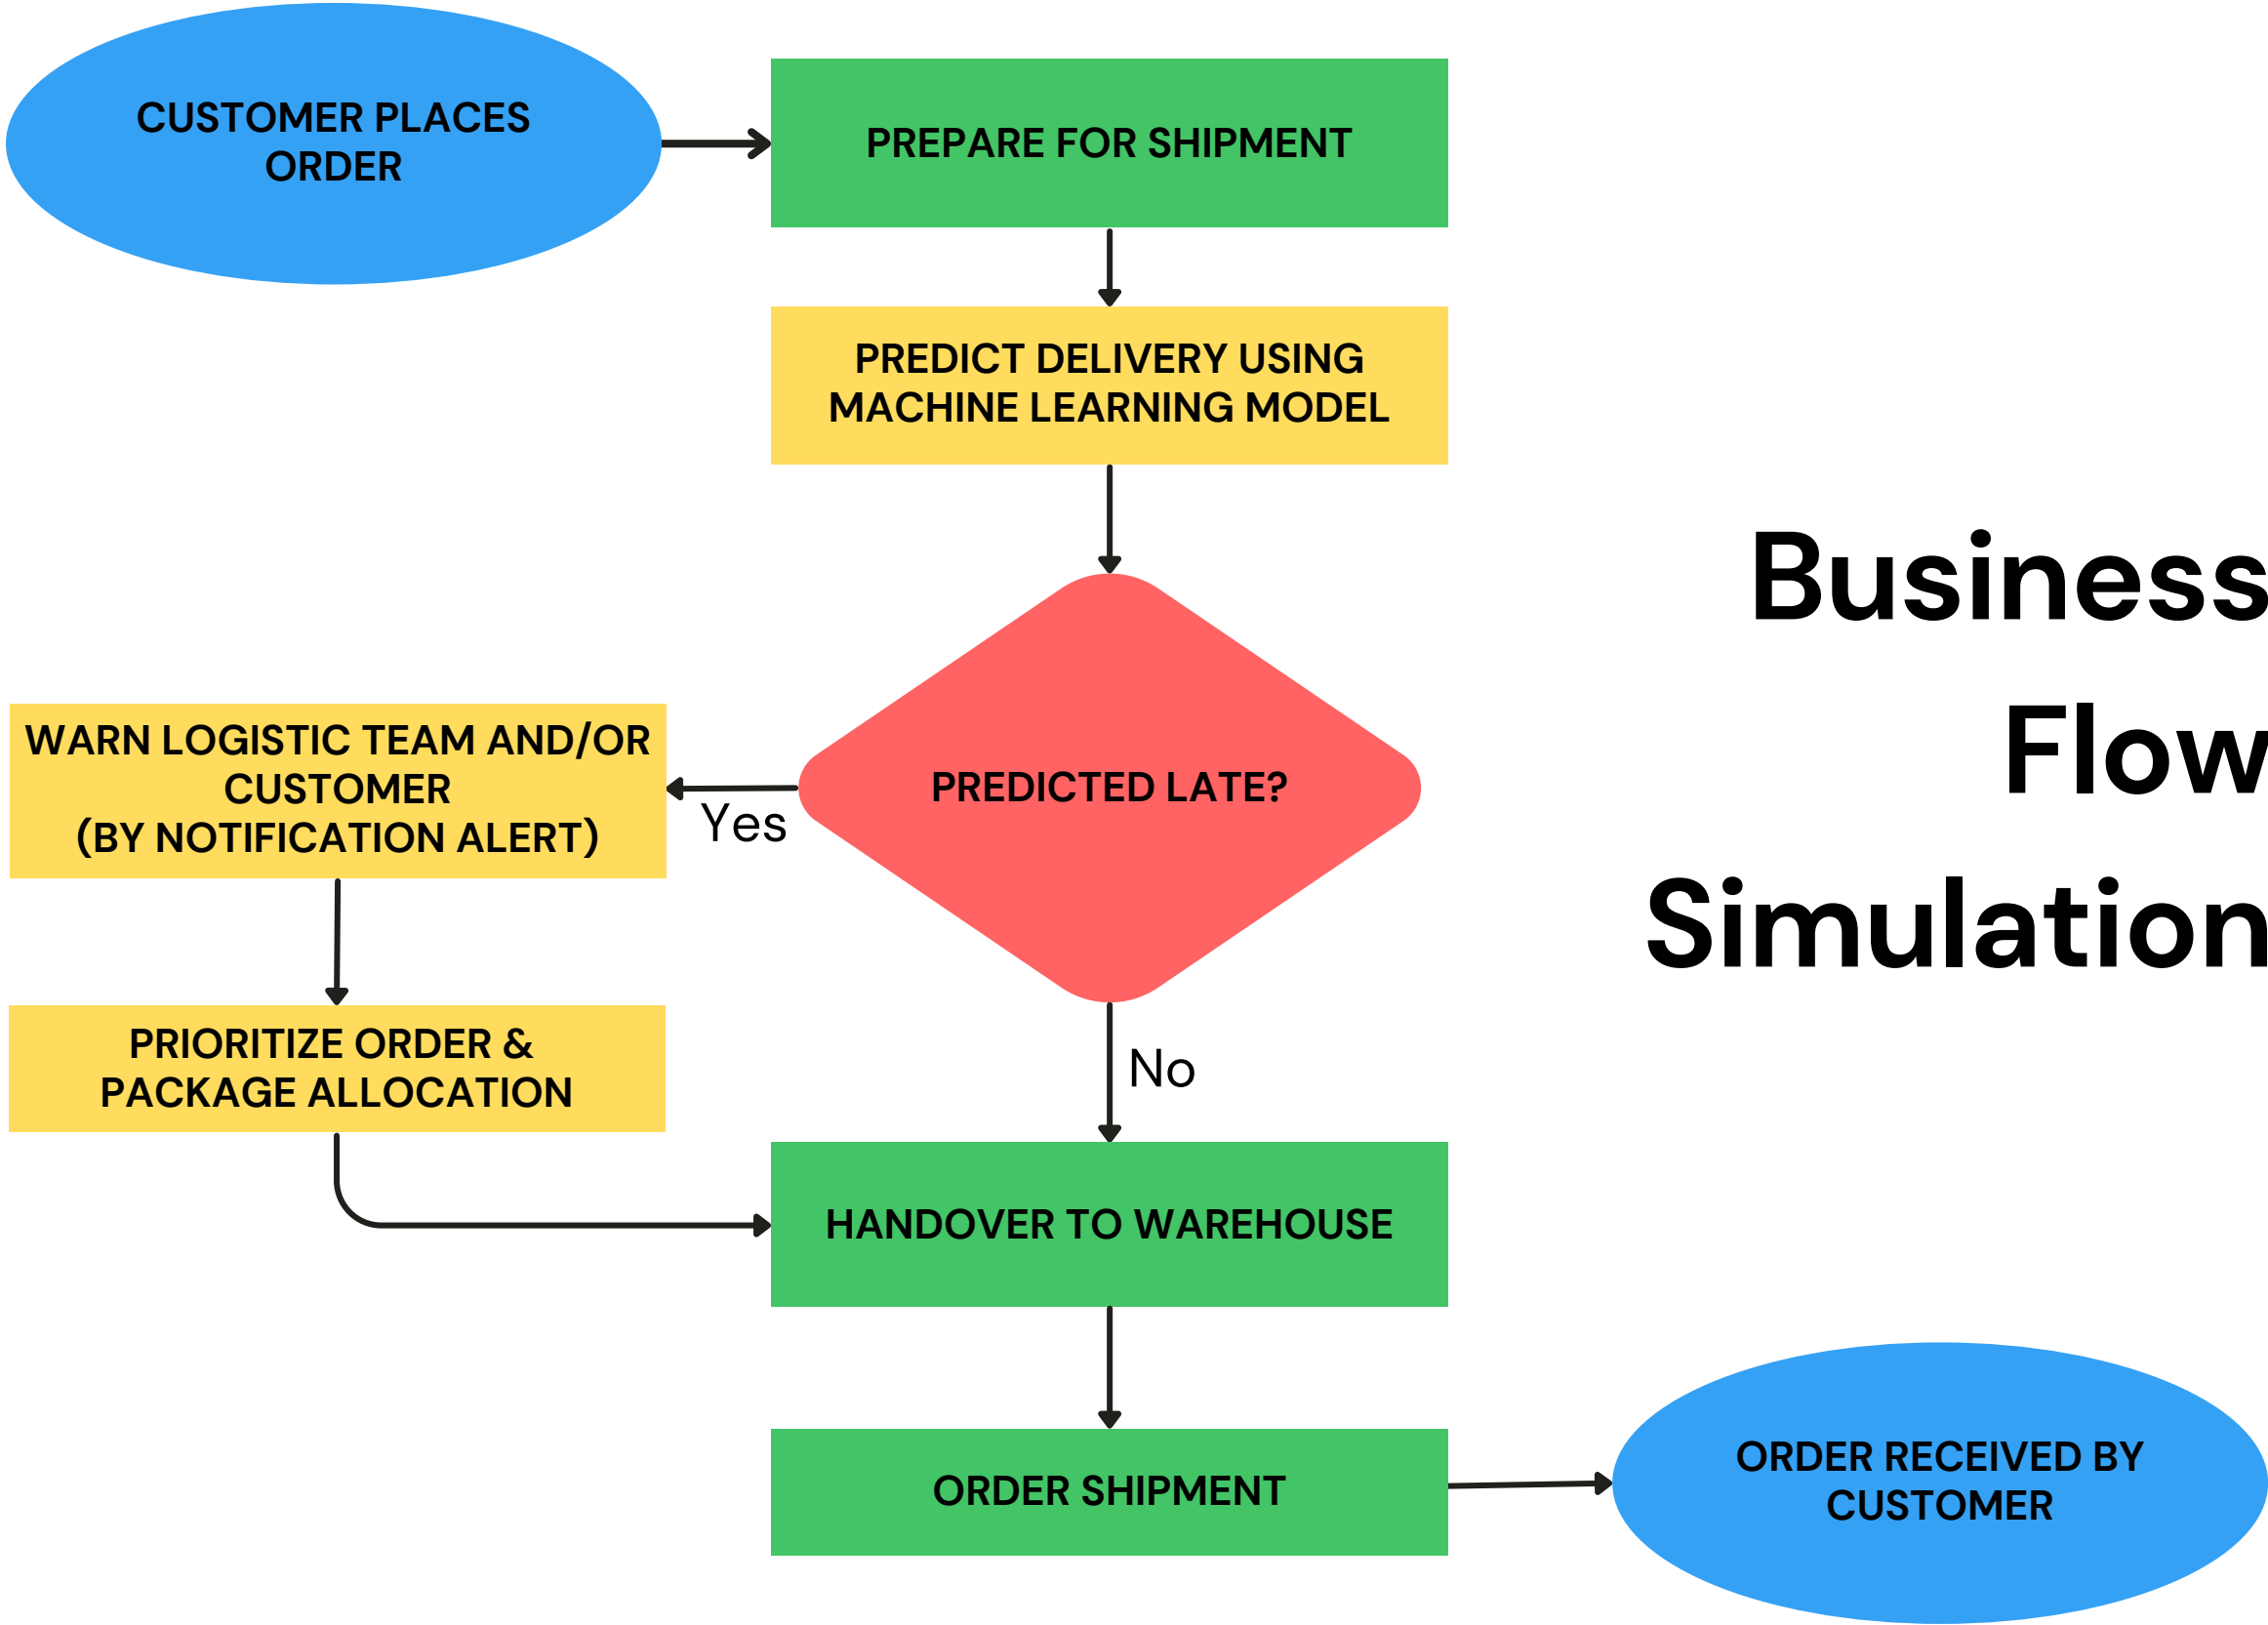 CUSTOMER PLACES
ORDER
PREPARE FOR SHIPMENT
PREDICT DELIVERY USING
MACHINE LEARNING MODEL
Business
Flow
Simulation
PREDICTED LATE?
Yes
No
WARN LOGISTIC TEAM AND/OR
CUSTOMER
(BY NOTIFICATION ALERT)
PRIORITIZE ORDER &
PACKAGE ALLOCATION
HANDOVER TO WAREHOUSE
ORDER SHIPMENT
ORDER RECEIVED BY
CUSTOMER